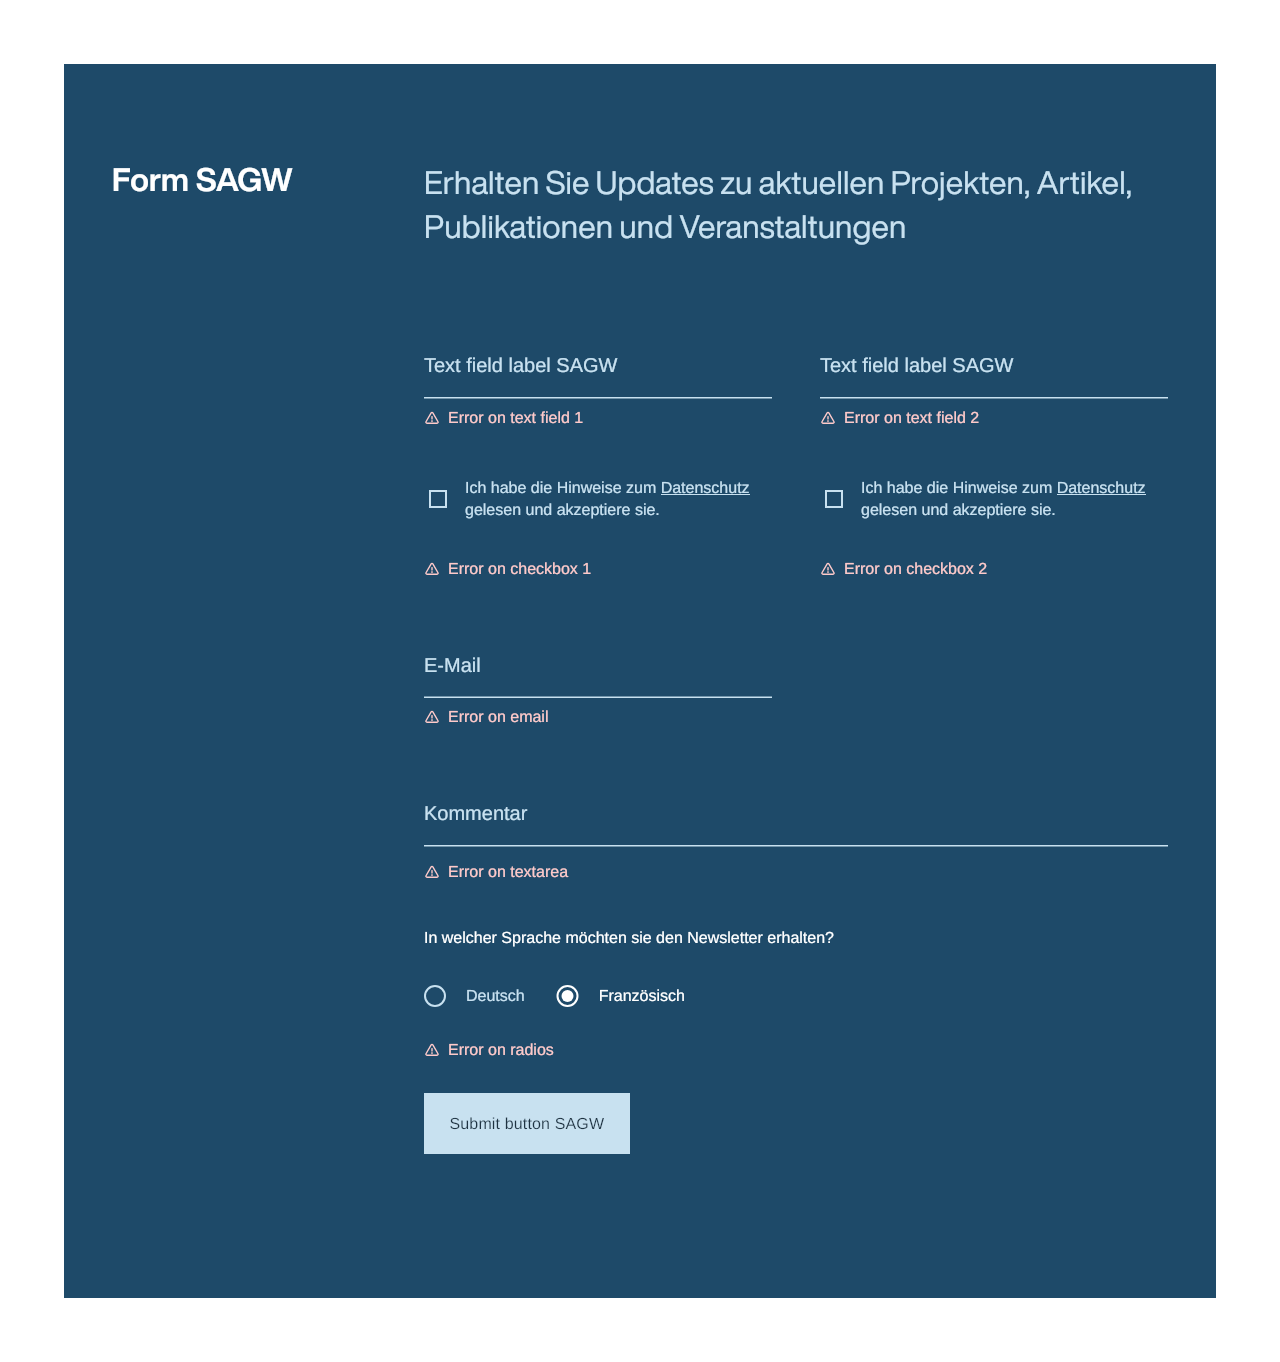 Form SAGW
Erhalten Sie Updates zu aktuellen Projekten, Artikel,
Publikationen und Veranstaltungen
Text field label SAGW
Text field label SAGW
Error on text field 1
Error on text field 2
Ich habe die Hinweise zum Datenschutz
gelesen und akzeptiere sie.
Ich habe die Hinweise zum Datenschutz
gelesen und akzeptiere sie.
Error on checkbox 1
Error on checkbox 2
E-Mail
Error on email
Kommentar
Error on textarea
In welcher Sprache möchten sie den Newsletter erhalten?
Deutsch
Französisch
Error on radios
Submit button SAGW